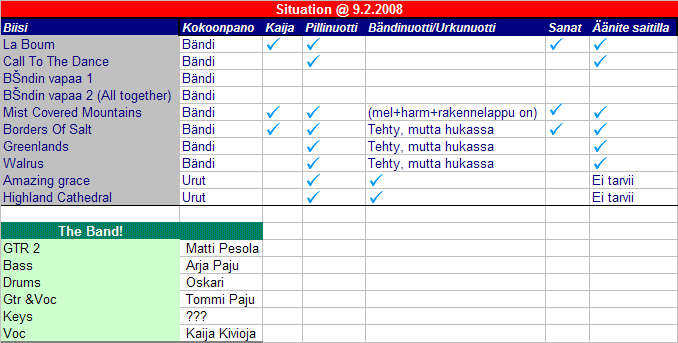 Situation @ 9.2.2008
Biisi Kokoonpano Kaija Pillinuotti Bändinuotti/Urkunuotti Sanat Äänite saitilla
La Boum Bändi ✓ ✓ ✓ ✓
Call To The Dance Bändi ✓ ✓
BŠndin vapaa 1 Bändi
BŠndin vapaa 2 (All together) Bändi
Mist Covered Mountains Bändi ✓ ✓ (mel+harm+rakennelappu on) ✓ ✓
Borders Of Salt Bändi ✓ ✓ Tehty, mutta hukassa ✓ ✓
Greenlands Bändi ✓ Tehty, mutta hukassa ✓
Walrus Bändi ✓ Tehty, mutta hukassa ✓
Amazing grace Urut ✓ ✓ Ei tarvii
Highland Cathedral Urut ✓ ✓ Ei tarvii
The Band!
GTR 2 Matti Pesola
Bass Arja Paju
Drums Oskari
Gtr &Voc Tommi Paju
Keys ???
Voc Kaija Kivioja